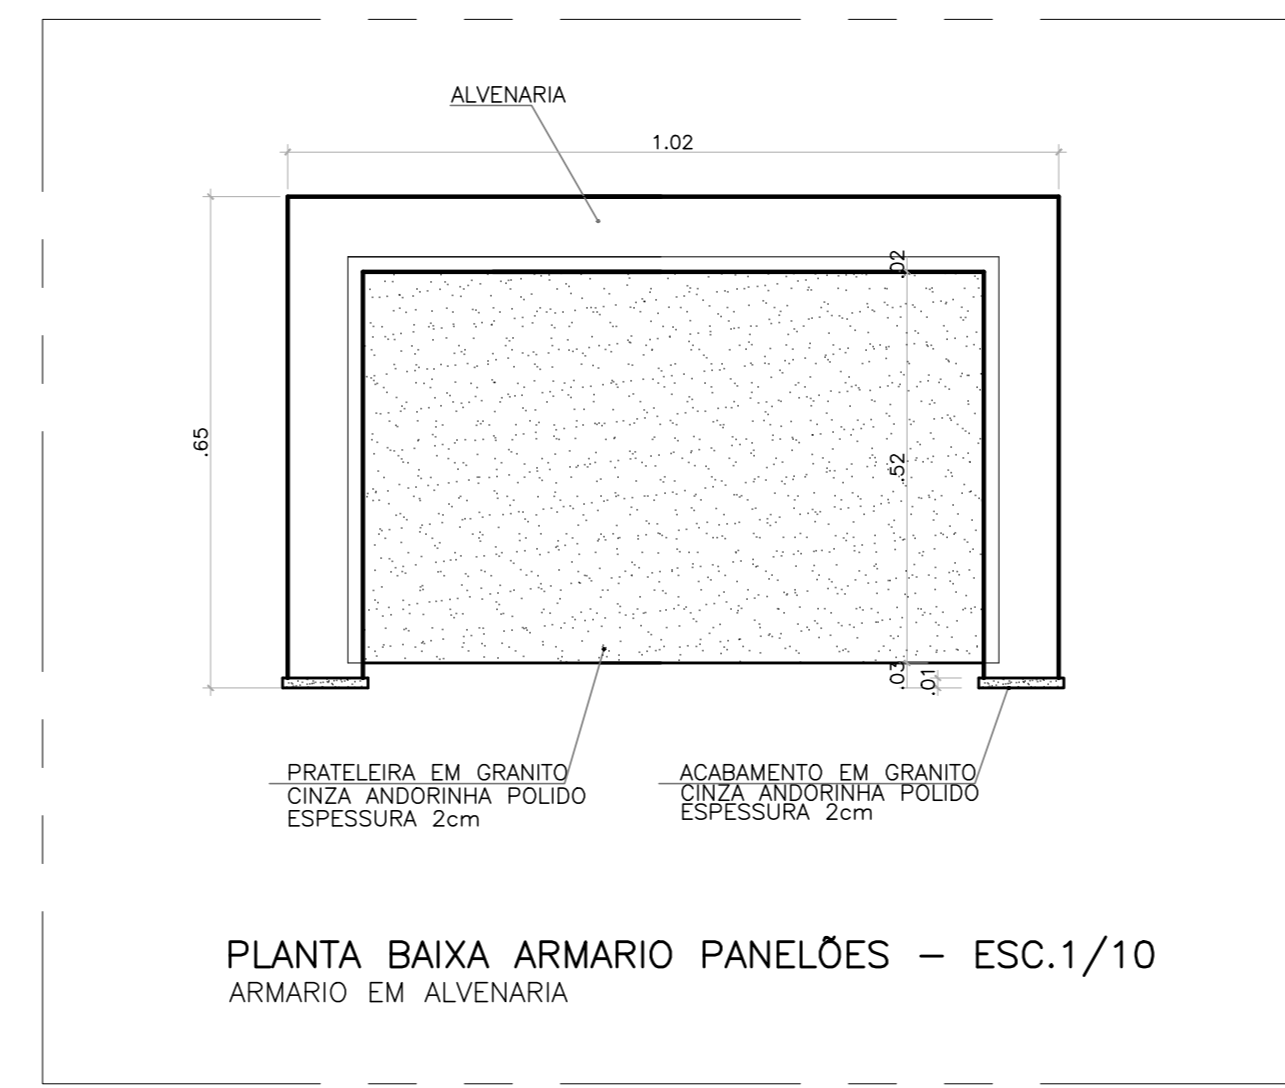 ALVENARIA
1.02
.02
.65
.52
.03
.01
PRATELEIRA EM GRANITO
CINZA ANDORINHA POLIDO
ESPESSURA 2cm
ACABAMENTO EM GRANITO
CINZA ANDORINHA POLIDO
ESPESSURA 2cm
PLANTA BAIXA ARMARIO PANELÕES – ESC.1/10
ARMARIO EM ALVENARIA